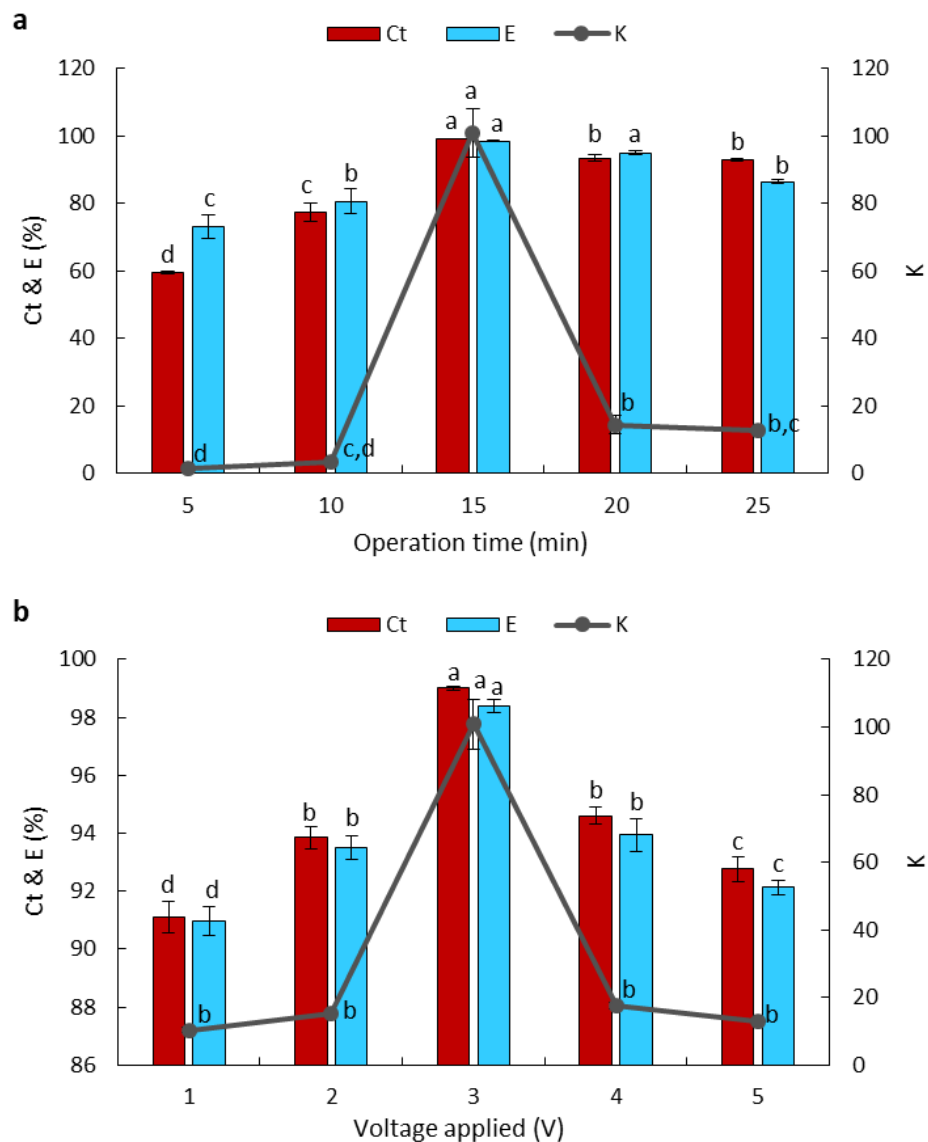 a
Ct E K
120 120
a
100 a a 100
b a b
b b
80 c c 80
d
60 60
Ct & E (%) K
40 40
20 b 20
d c,d b,c
0 0
5 10 15 20 25
Operation time (min)
b
Ct E K
100 120
a a a
98 100
96 80
b b
94 b b 60
Ct & E (%) K
c c
92 d d
90 40
88 b b b b b 20
86 0
1 2 3 4 5
Voltage applied (V)